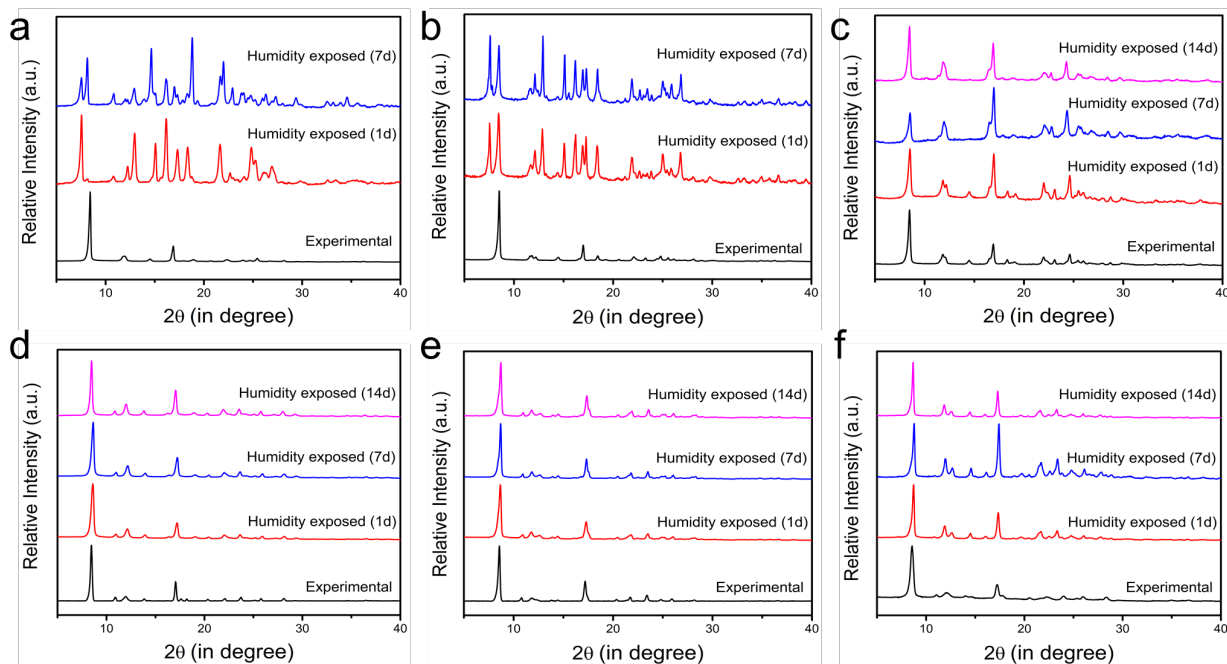 a
Relative Intensity (a.u.)
Humidity exposed (7d)
Humidity exposed (1d)
Experimental
10 20 30 40
2θ (in degree)
b
Relative Intensity (a.u.)
Humidity exposed (7d)
Humidity exposed (1d)
Experimental
10 20 30 40
2θ (in degree)
c
Relative Intensity (a.u.)
Humidity exposed (14d)
Humidity exposed (7d)
Humidity exposed (1d)
Experimental
10 20 30 40
2θ (in degree)
d
Relative Intensity (a.u.)
Humidity exposed (14d)
Humidity exposed (7d)
Humidity exposed (1d)
Experimental
10 20 30 40
2θ (in degree)
e
Relative Intensity (a.u.)
Humidity exposed (14d)
Humidity exposed (7d)
Humidity exposed (1d)
Experimental
10 20 30 40
2θ (in degree)
f
Relative Intensity (a.u.)
Humidity exposed (14d)
Humidity exposed (7d)
Humidity exposed (1d)
Experimental
10 20 30 40
2θ (in degree)